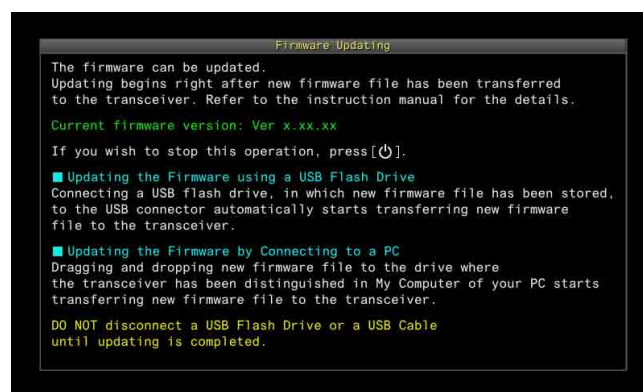 Firmware Updating
The firmware can be updated.
Updating begins right after new firmware file has been transferred
to the transceiver. Refer to the instruction manual for the details.
Current firmware version: Ver x.xx.xx
If you wish to stop this operation, press[⏻].
■ Updating the Firmware using a USB Flash Drive
Connecting a USB flash drive, in which new firmware file has been stored,
to the USB connector automatically starts transferring new firmware
file to the transceiver.
■ Updating the Firmware by Connecting to a PC
Dragging and dropping new firmware file to the drive where
the transceiver has been distinguished in My Computer of your PC starts
transferring new firmware file to the transceiver.
DO NOT disconnect a USB Flash Drive or a USB Cable
until updating is completed.